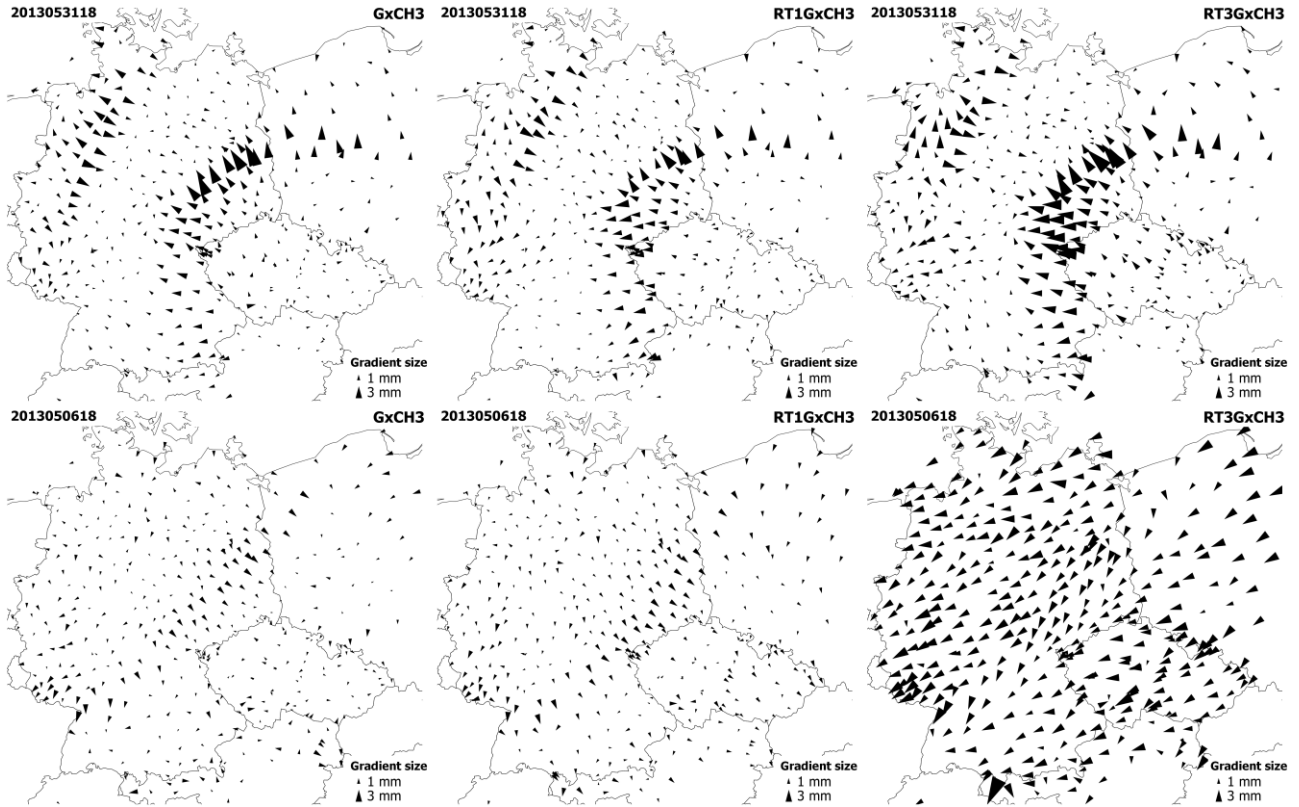 2013053118 GxCH3
RT1GxCH3
2013053118 RT3GxCH3
Gradient size
1 mm
3 mm
Gradient size
1 mm
3 mm
Gradient size
1 mm
3 mm
2013050618 GxCH3
RT1GxCH3
2013050618 RT3GxCH3
Gradient size
1 mm
3 mm
Gradient size
1 mm
3 mm
Gradient size
1 mm
3 mm